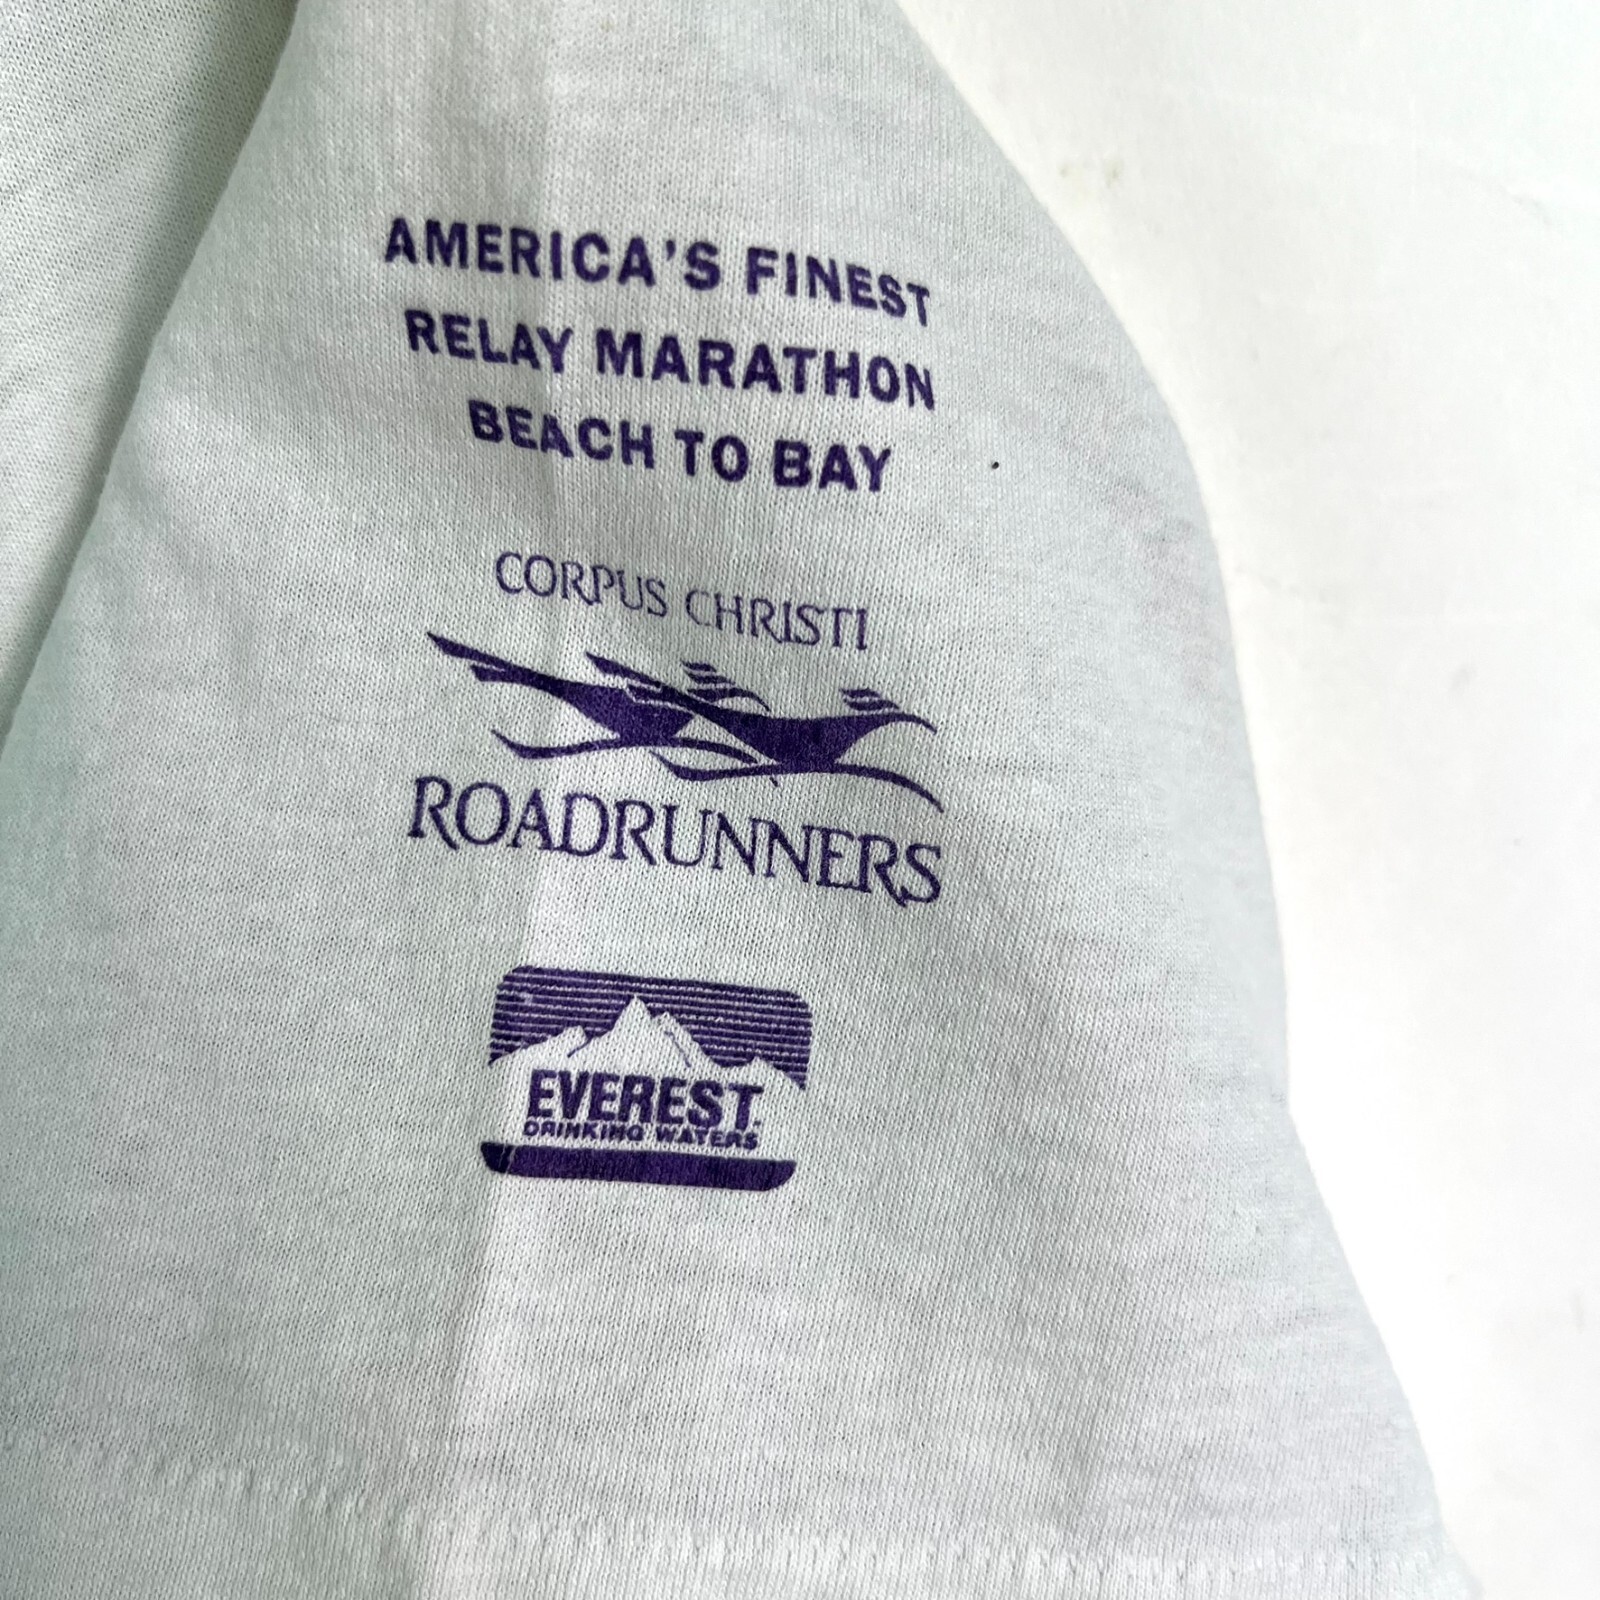 AMERICA'S FINEST
RELAY MARATHON
BEACH TO BAY
CORPUS CHRISTI
ROADRUNNERS
EVEREST.
DRINKING WATERS